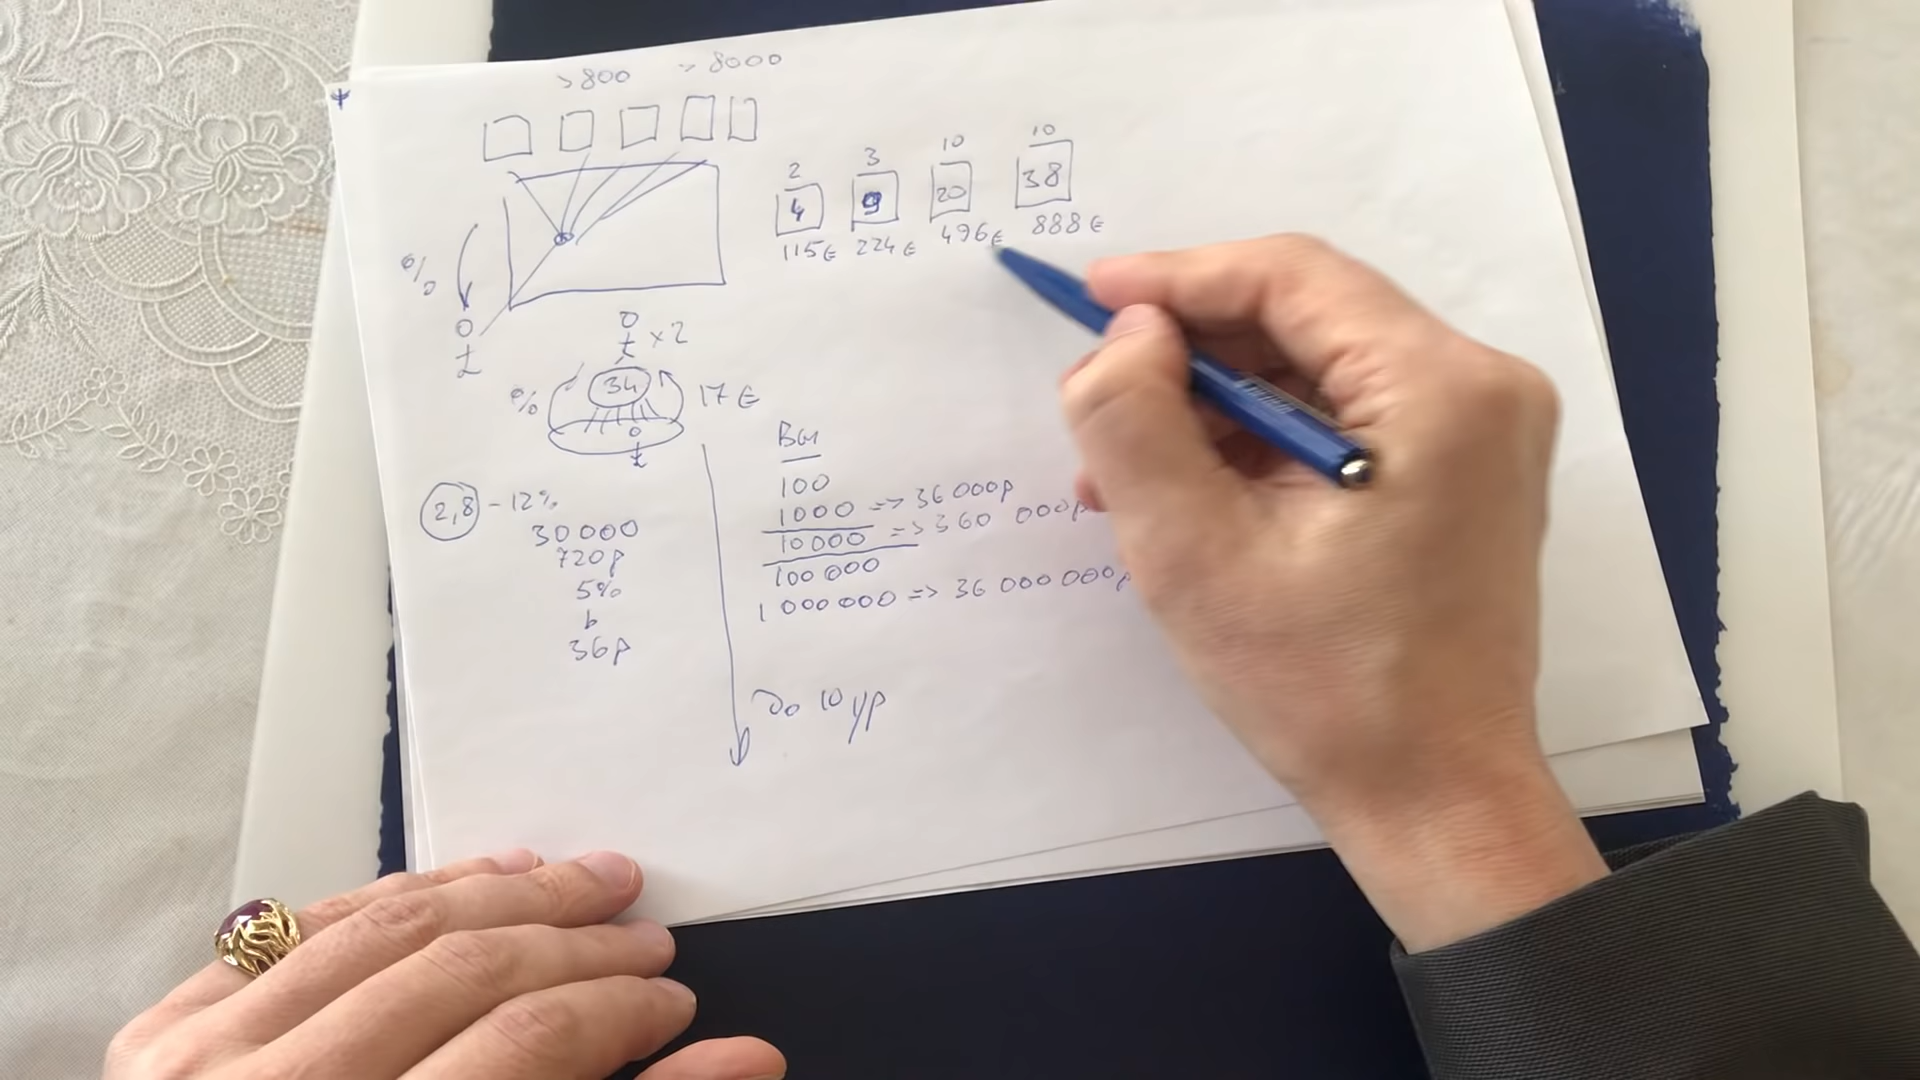 >800 -> 8000
2 3 10 10
4 9 20 38
115€ 224€ 496€ 888€
%
x2
34
% 17€
2,8 - 12%
30000
720р
5%
36р
Вы
100
1000 => 36 000р
10000 => 360 000р
100 000
1 000 000 => 36 000 000р
До 10 ур